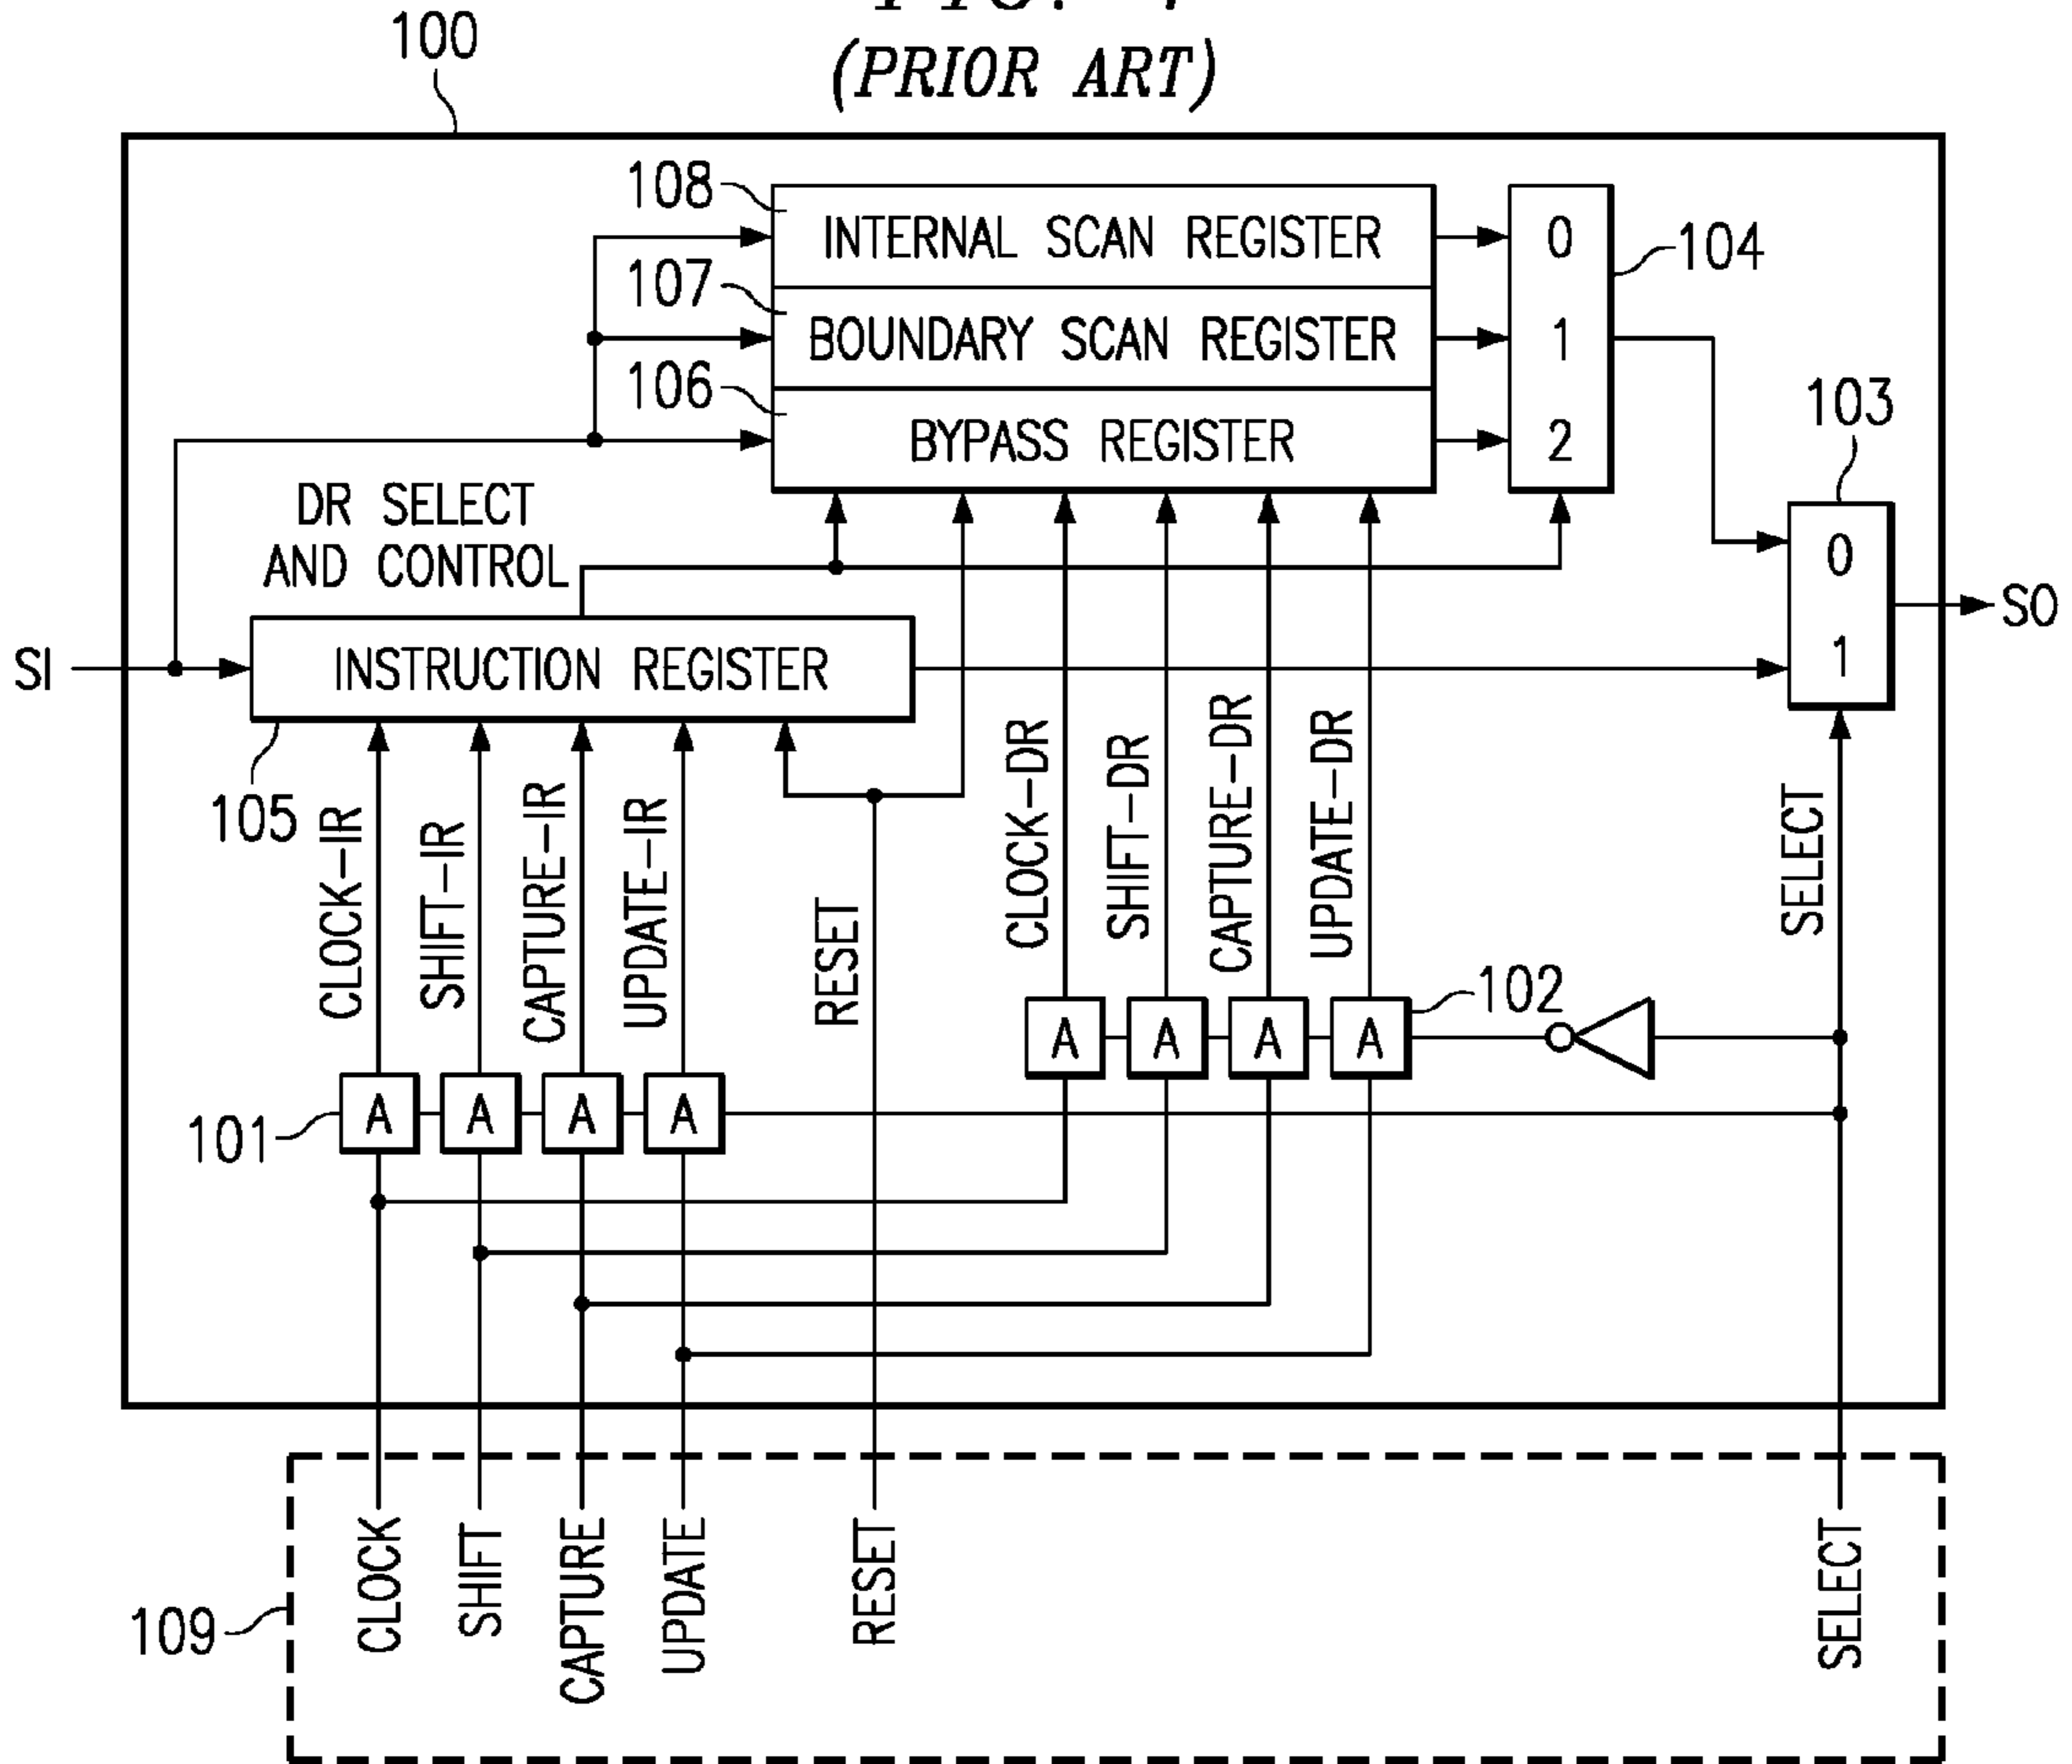 (PRIOR ART)
100
108
INTERNAL SCAN REGISTER
0
104
107
BOUNDARY SCAN REGISTER
1
106
BYPASS REGISTER
2
103
DR SELECT
AND CONTROL
0
SO
SI
INSTRUCTION REGISTER
1
105
CLOCK-IR
SHIFT-IR
CAPTURE-IR
UPDATE-IR
RESET
CLOCK-DR
SHIFT-DR
CAPTURE-DR
UPDATE-DR
SELECT
102
A
A
A
A
101
A
A
A
A
109
CLOCK
SHIFT
CAPTURE
UPDATE
RESET
SELECT